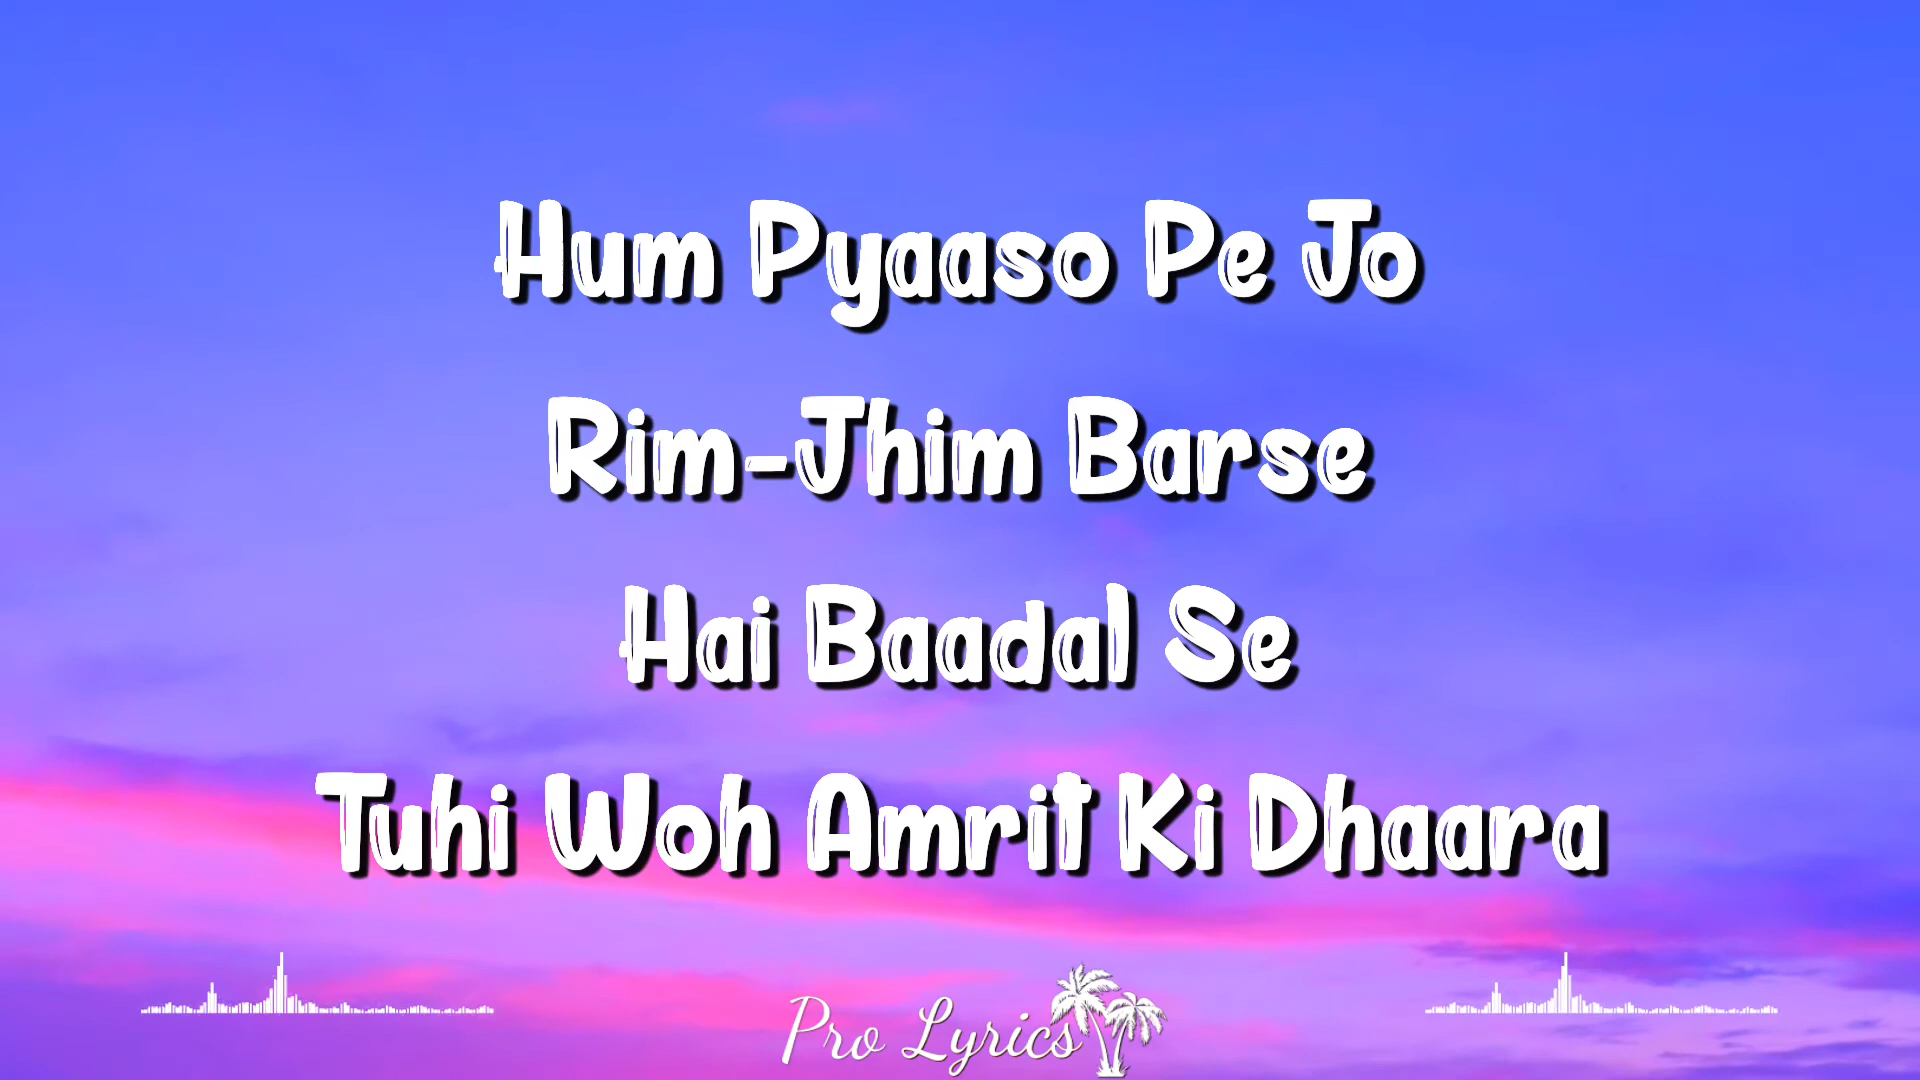 Hum Pyaaso Pe Jo
Rim-Jhim Barse
Hai Baadal Se
Tuhi Woh Amrit Ki Dhaara
Pro Lyrics